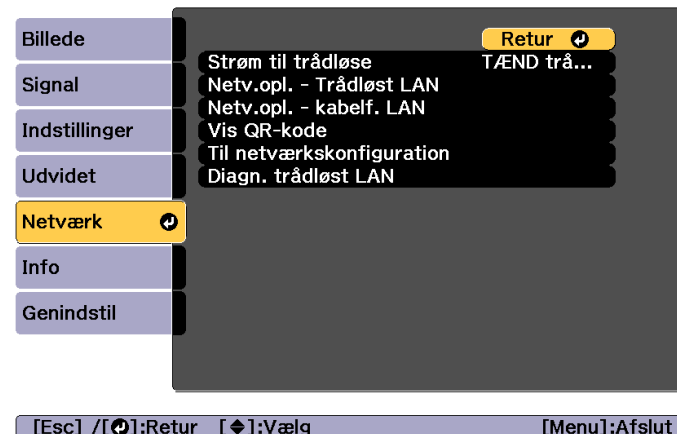 Billede
Signal
Indstillinger
Udvidet
Netværk
Info
Genindstil
Retur
Strøm til trådløse TÆND trå...
Netv.opl. - Trådløst LAN
Netv.opl. - kabelf. LAN
Vis QR-kode
Til netværkskonfiguration
Diagn. trådløst LAN
[Esc] /[ ]:Retur [ ]:Vælg [Menu]:Afslut